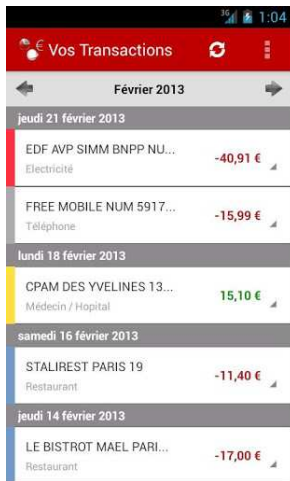 3G 1:04
€ Vos Transactions
Février 2013
jeudi 21 février 2013
EDF AVP SIMM BNPP NU...
-40,91 €
Electricité
FREE MOBILE NUM 5917...
-15,99 €
Téléphone
lundi 18 février 2013
CPAM DES YVELINES 13...
15,10 €
Médecin / Hopital
samedi 16 février 2013
STALIREST PARIS 19
-11,40 €
Restaurant
jeudi 14 février 2013
LE BISTROT MAEL PARI...
-17,00 €
Restaurant